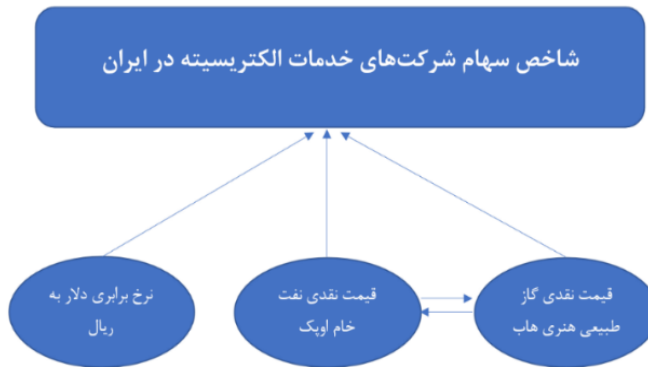 شاخص سهام شرکت‌های خدمات الکتریسیته در ایران
قیمت نقدی گاز
طبیعی هنری هاب
قیمت نقدی نفت
خام اوپک
نرخ برابری دلار به
ریال